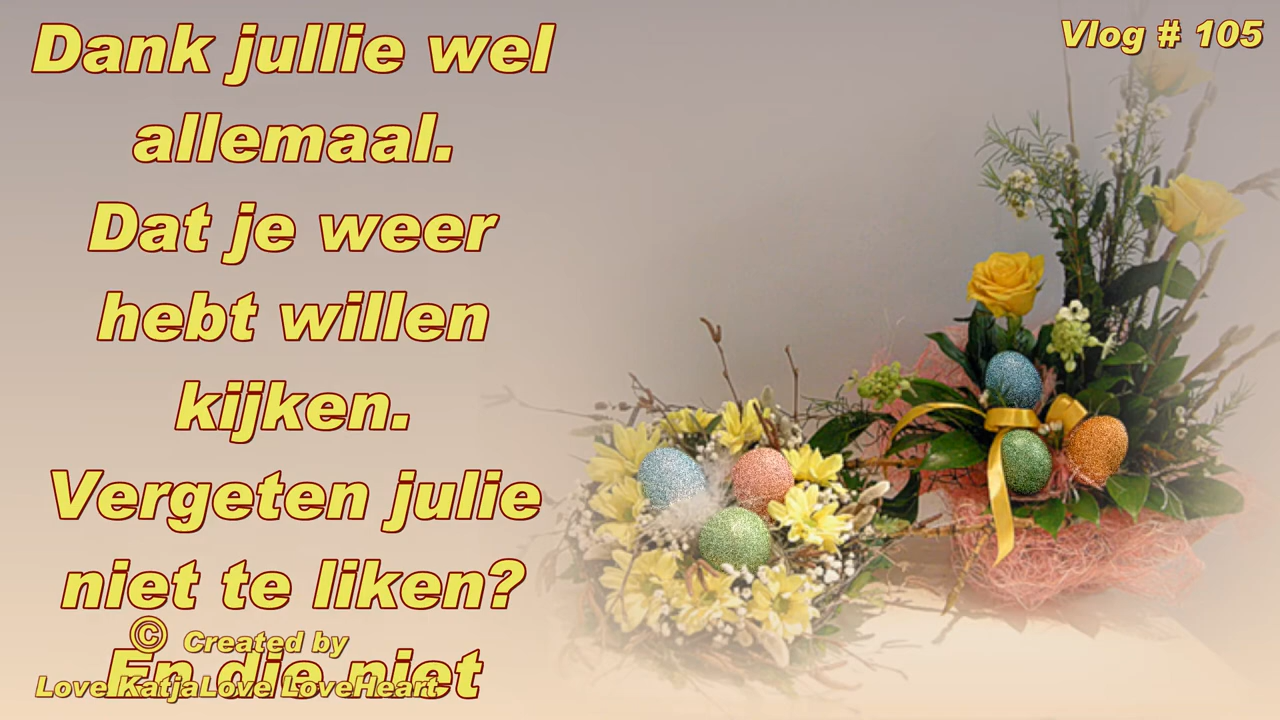 Dank jullie wel
allemaal.
Dat je weer
hebt willen
kijken.
Vergeten julie
niet te liken?
En die niet
© Created by
Love KatjaLove LoveHeart
Vlog # 105